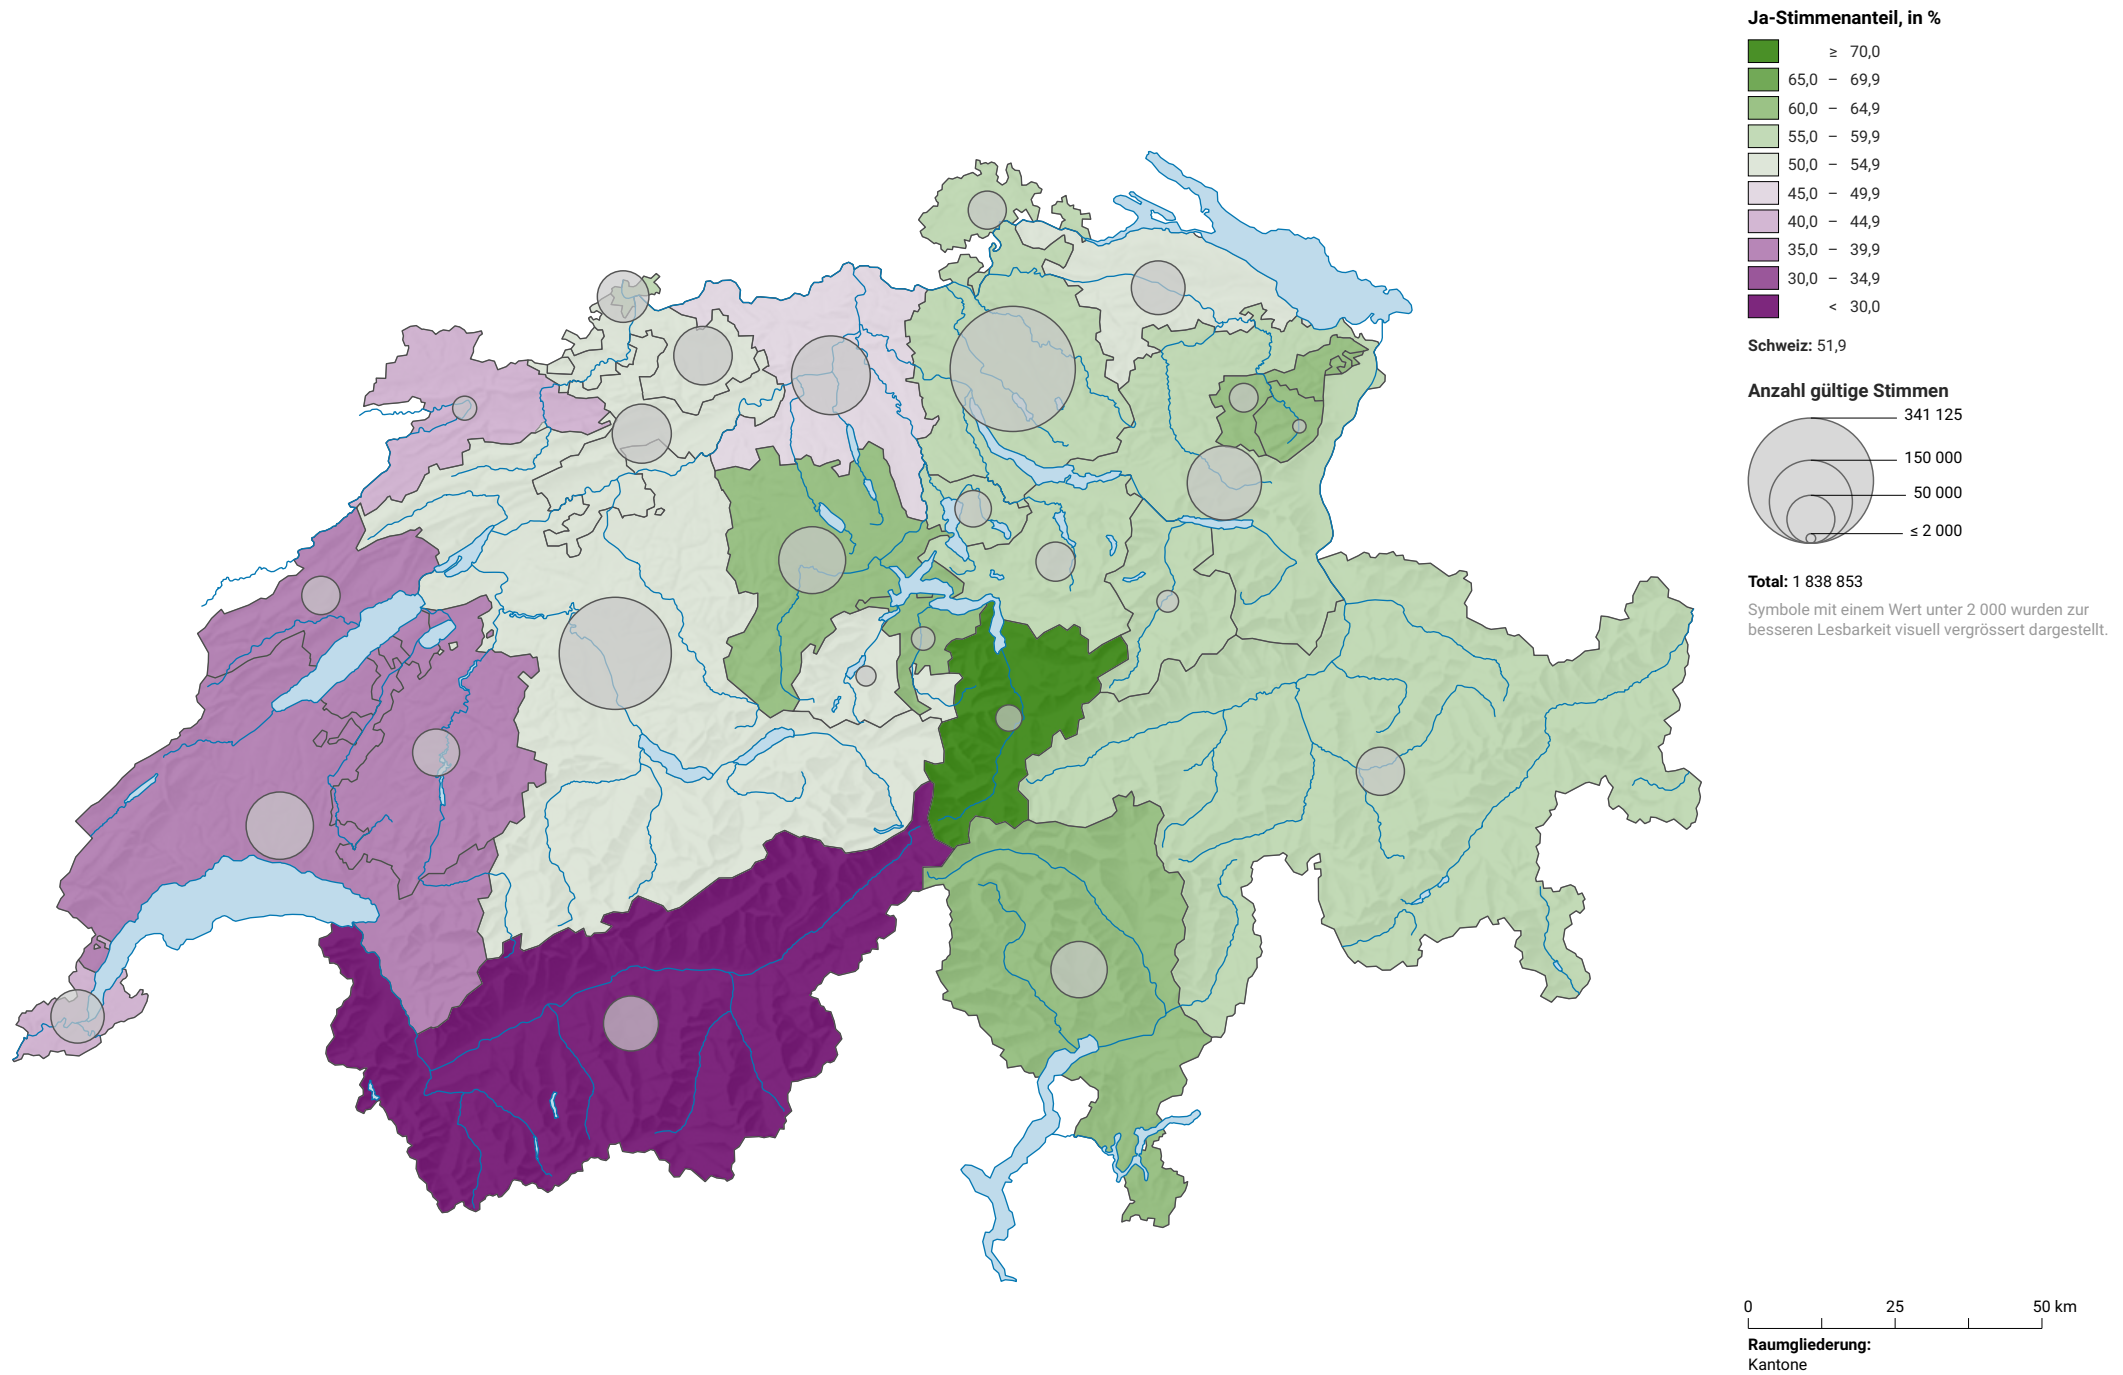 Ja-Stimmenanteil, in %
≥ 70,0
65,0 – 69,9
60,0 – 64,9
55,0 – 59,9
50,0 – 54,9
45,0 – 49,9
40,0 – 44,9
35,0 – 39,9
30,0 – 34,9
< 30,0
Schweiz: 51,9
Anzahl gültige Stimmen
341 125
150 000
50 000
≤ 2 000
Total: 1 838 853
Symbole mit einem Wert unter 2 000 wurden zur
besseren Lesbarkeit visuell vergrössert dargestellt.
0 25 50 km
Raumgliederung:
Kantone